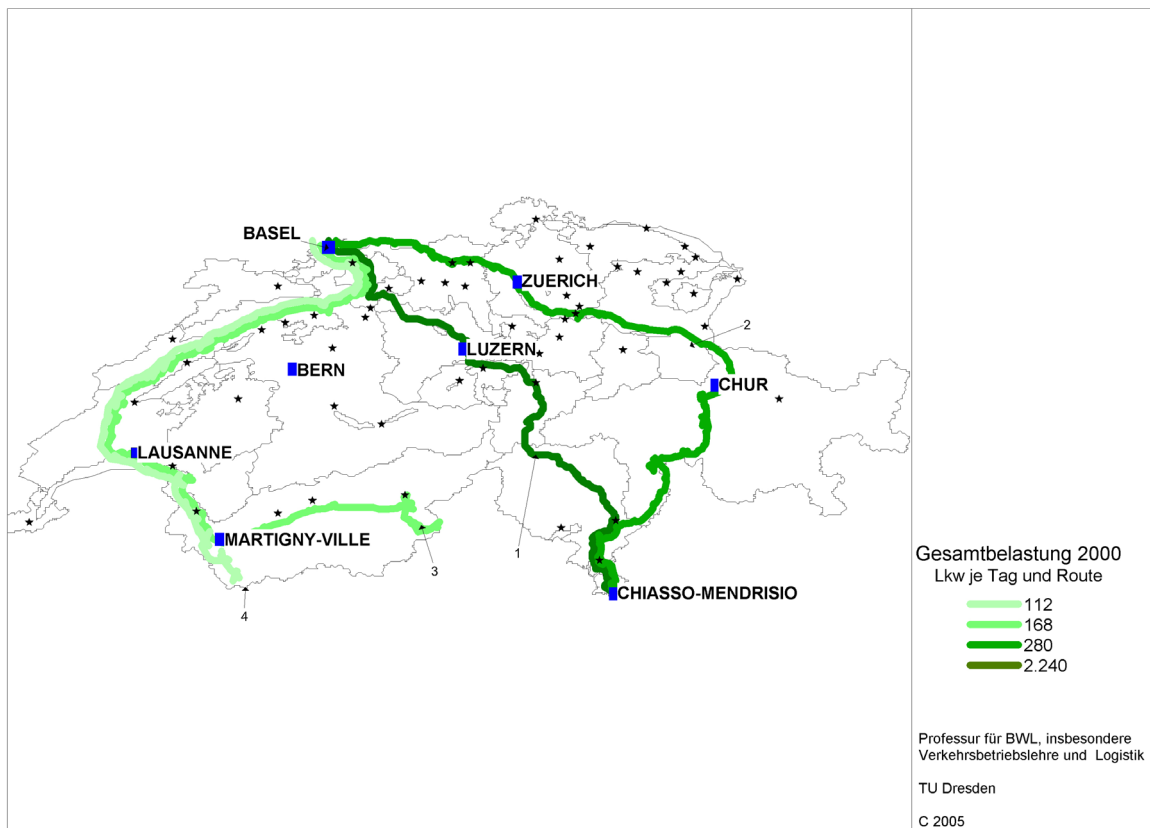 BASEL
ZUERICH
2
LUZERN
BERN
CHUR
LAUSANNE
MARTIGNY-VILLE
1
3
CHIASSO-MENDRISIO
4
Gesamtbelastung 2000
Lkw je Tag und Route
112
168
280
2.240
Professur für BWL, insbesondere
Verkehrsbetriebslehre und Logistik
TU Dresden
C 2005